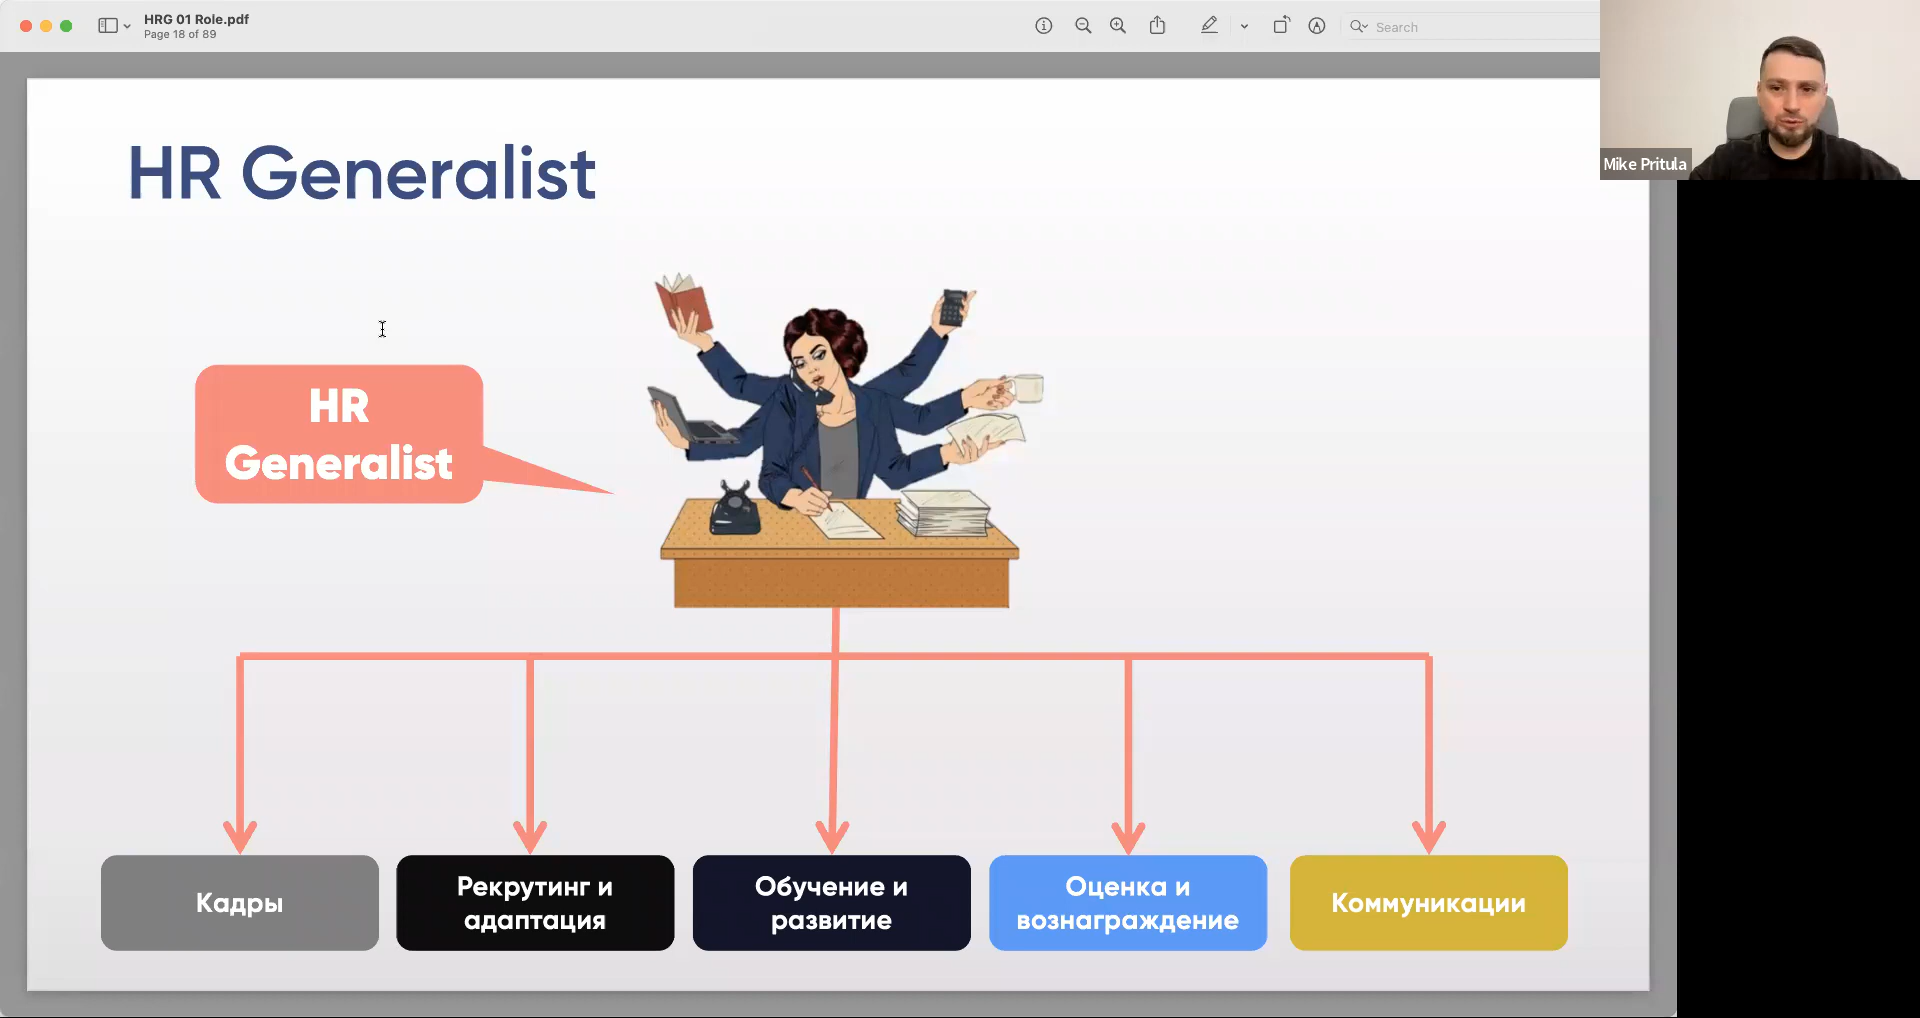 HRG 01 Role.pdf
Page 18 of 89
Search
Mike Pritula
HR Generalist
HR
Generalist
Кадры
Рекрутинг и
адаптация
Обучение и
развитие
Оценка и
вознаграждение
Коммуникации